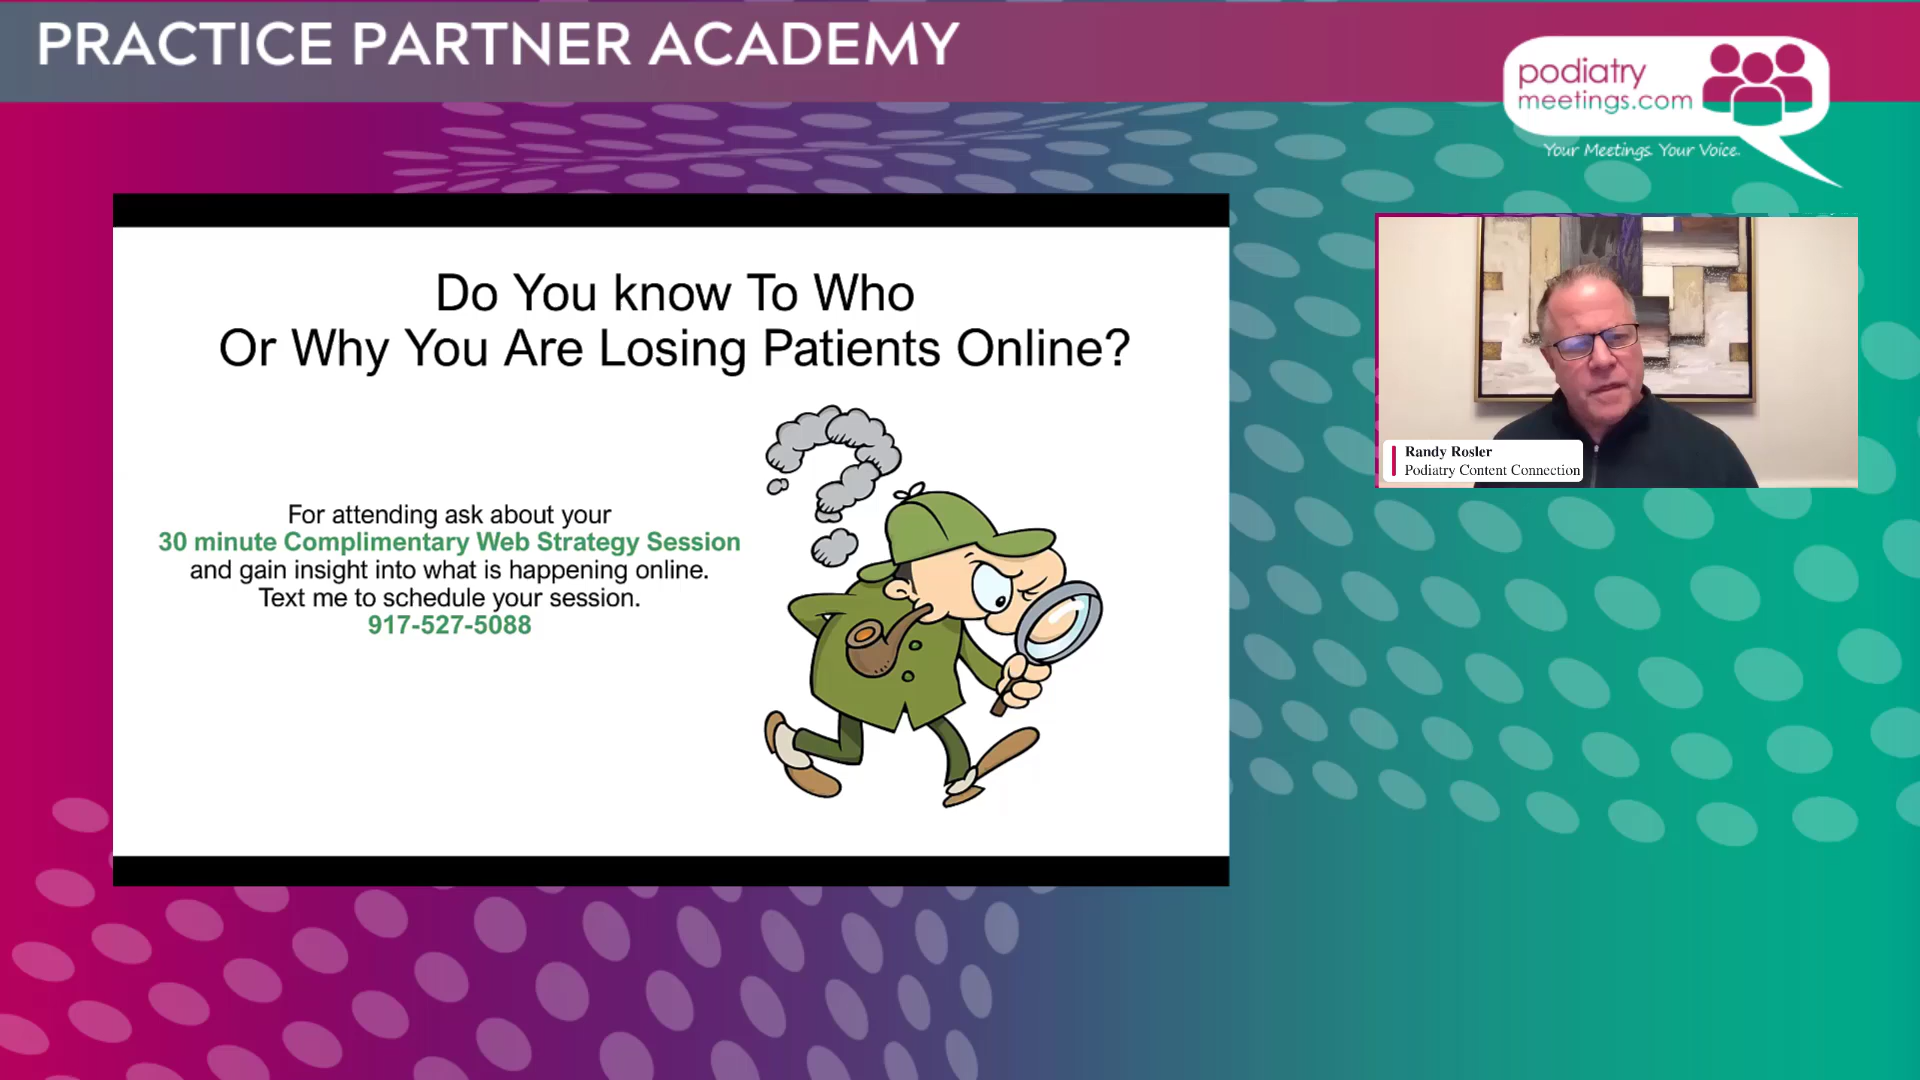 PRACTICE PARTNER ACADEMY
podiatry
meetings.com
Your Meetings. Your Voice.
Do You know To Who
Or Why You Are Losing Patients Online?
For attending ask about your
30 minute Complimentary Web Strategy Session
and gain insight into what is happening online.
Text me to schedule your session.
917-527-5088
Randy Rosler
Podiatry Content Connection